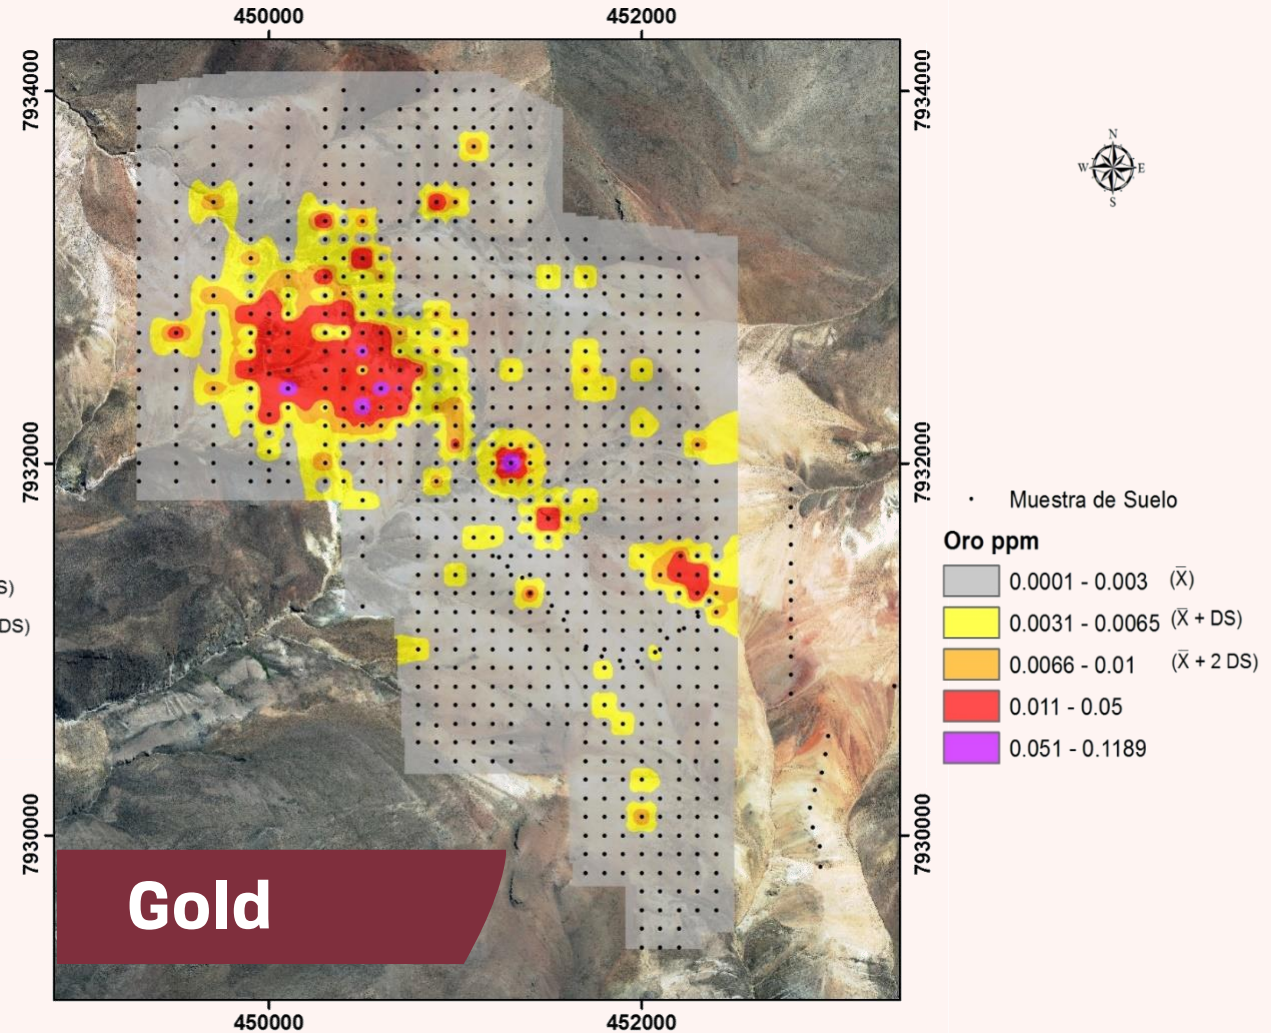 450000
452000
7934000
7934000
N
W
E
S
7932000
7932000
Muestra de Suelo
Oro ppm
0.0001 - 0.003 (X̅)
S)
0.0031 - 0.0065 (X̅ + DS)
DS)
0.0066 - 0.01 (X̅ + 2 DS)
0.011 - 0.05
0.051 - 0.1189
7930000
7930000
Gold
450000
452000